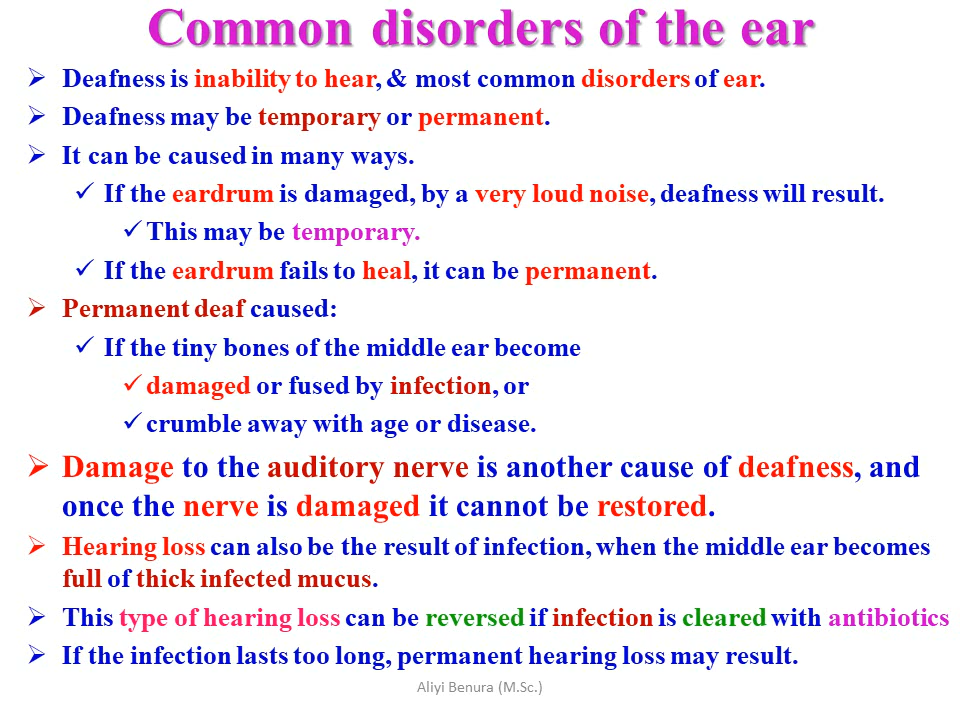 Common disorders of the ear
➢ Deafness is inability to hear, & most common disorders of ear.
➢ Deafness may be temporary or permanent.
➢ It can be caused in many ways.
✓ If the eardrum is damaged, by a very loud noise, deafness will result.
✓ This may be temporary.
✓ If the eardrum fails to heal, it can be permanent.
➢ Permanent deaf caused:
✓ If the tiny bones of the middle ear become
✓ damaged or fused by infection, or
✓ crumble away with age or disease.
➢ Damage to the auditory nerve is another cause of deafness, and
once the nerve is damaged it cannot be restored.
➢ Hearing loss can also be the result of infection, when the middle ear becomes
full of thick infected mucus.
➢ This type of hearing loss can be reversed if infection is cleared with antibiotics
➢ If the infection lasts too long, permanent hearing loss may result.
Aliyi Benura (M.Sc.)